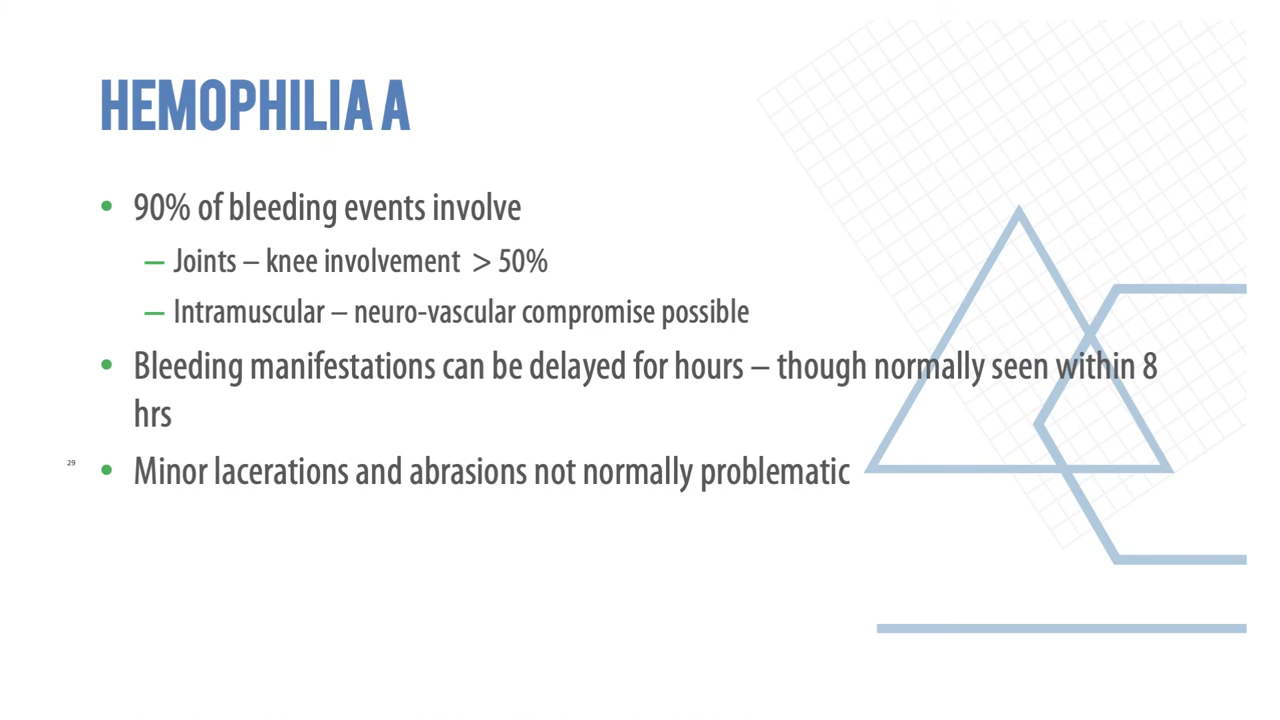 HEMOPHILIA A
• 90% of bleeding events involve
– Joints – knee involvement > 50%
– Intramuscular – neuro-vascular compromise possible
• Bleeding manifestations can be delayed for hours – though normally seen within 8
hrs
29
• Minor lacerations and abrasions not normally problematic